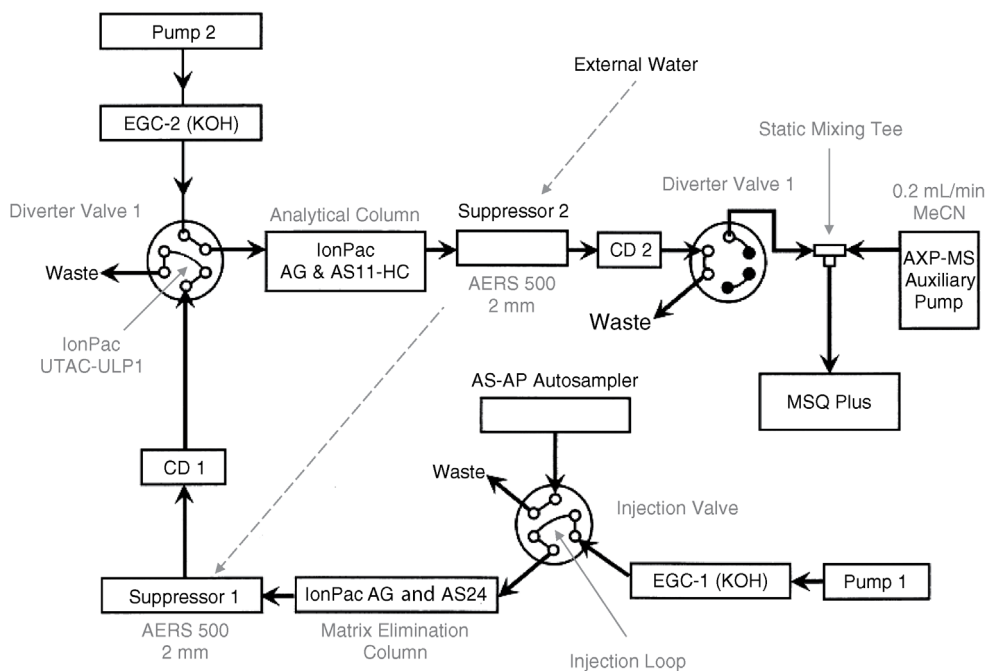 Pump 2
External Water
EGC-2 (KOH)
Static Mixing Tee
Diverter Valve 1
Analytical Column
Suppressor 2
Diverter Valve 1
0.2 mL/min
MeCN
IonPac
AG & AS11-HC
CD 2
AXP-MS
Auxiliary
Pump
Waste
AERS 500
2 mm
Waste
IonPac
UTAC-ULP1
AS-AP Autosampler
MSQ Plus
CD 1
Waste
Injection Valve
Suppressor 1
IonPac AG and AS24
EGC-1 (KOH)
Pump 1
AERS 500
2 mm
Matrix Elimination
Column
Injection Loop